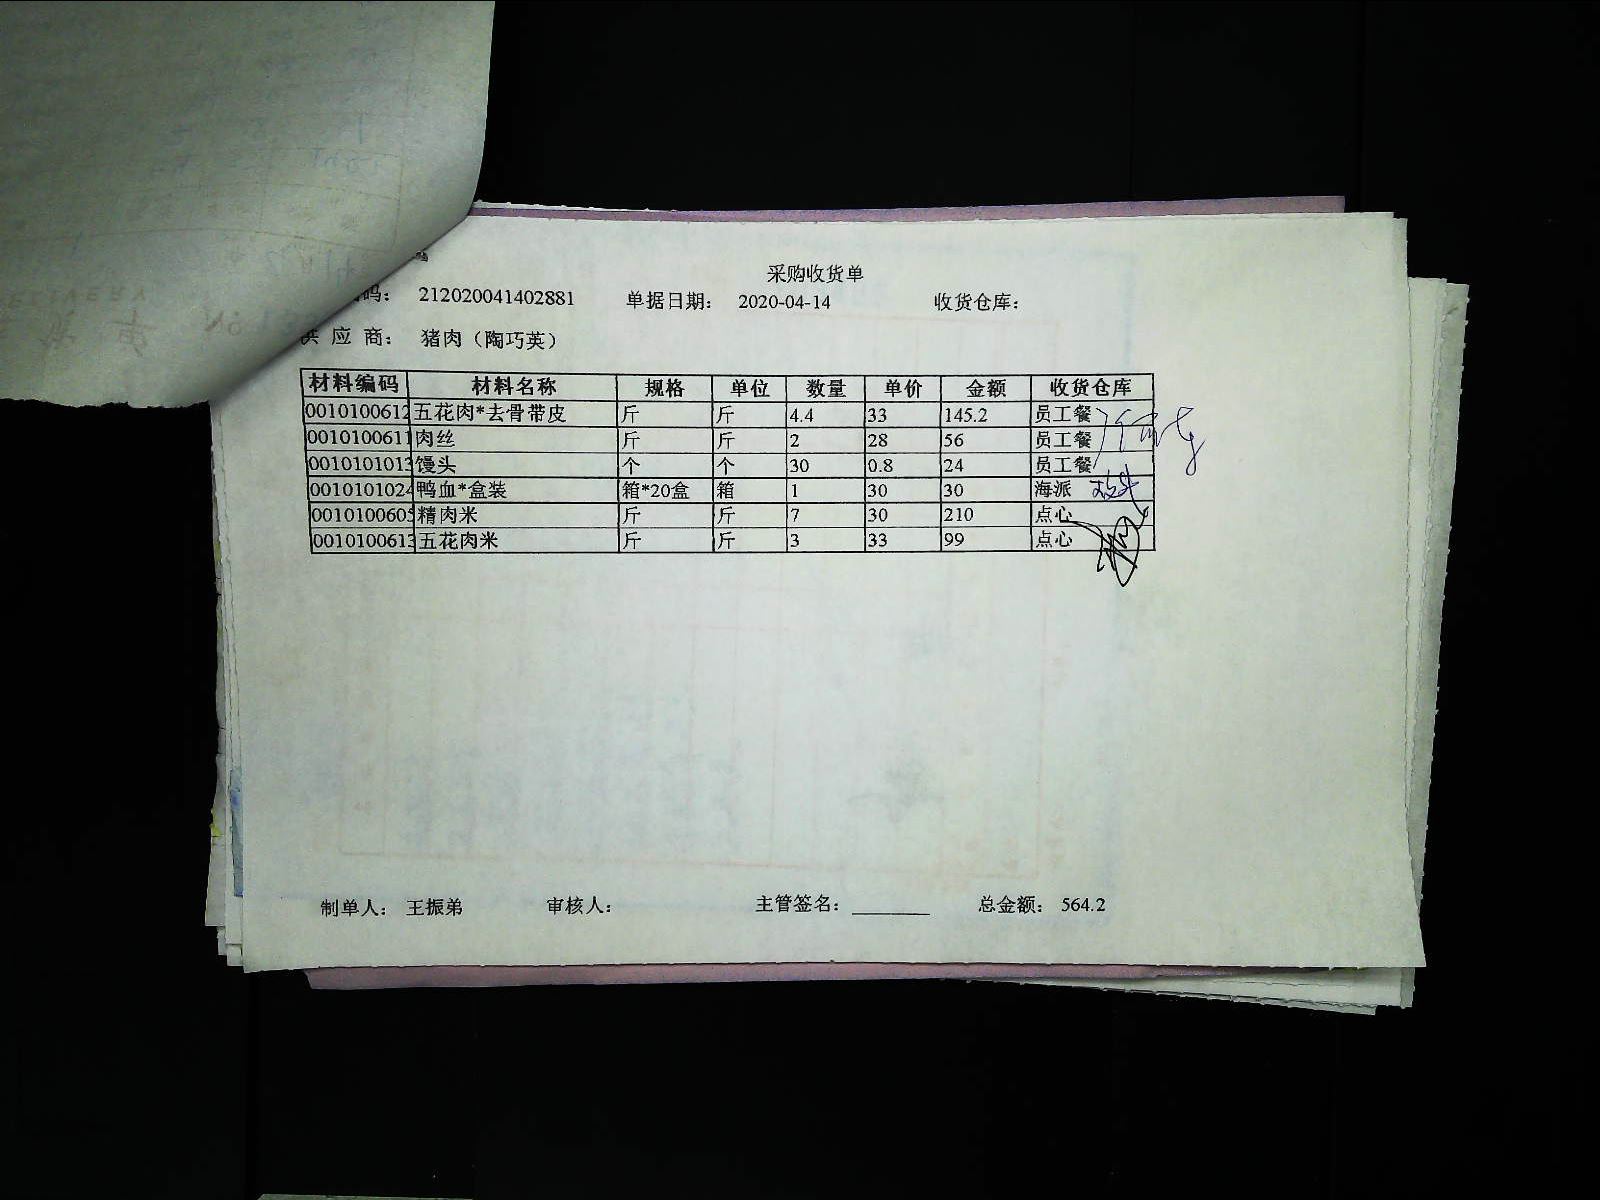 采购收货单
码： 212020041402881 单据日期： 2020-04-14 收货仓库：
供 应 商： 猪肉（陶巧英）
材料编码 材料名称 规格 单位 数量 单价 金额 收货仓库
0010100612 五花肉*去骨带皮 斤 斤 4.4 33 145.2 员工餐
0010100611 肉丝 斤 斤 2 28 56 员工餐
0010101013 馒头 个 个 30 0.8 24 员工餐
0010101024 鸭血*盒装 箱*20盒 箱 1 30 30 海派
0010100605 精肉米 斤 斤 7 30 210 点心
0010100613 五花肉米 斤 斤 3 33 99 点心
制单人： 王振弟 审核人： 主管签名： 总金额： 564.2